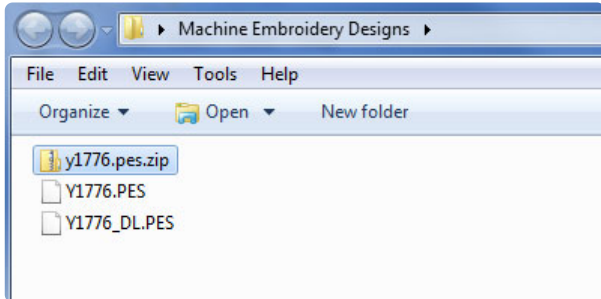 Machine Embroidery Designs
File Edit View Tools Help
Organize Open New folder
y1776.pes.zip
Y1776.PES
Y1776_DL.PES